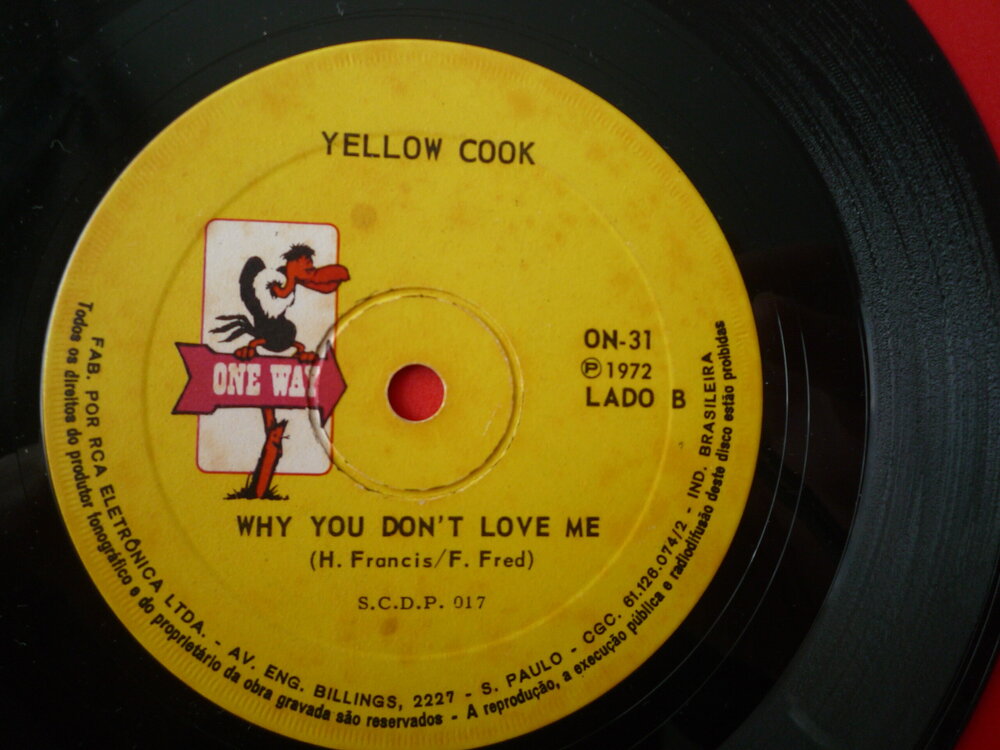 YELLOW COOK
ONE WAY
ON-31
Ⓟ1972
LADO B
WHY YOU DON'T LOVE ME
(H. Francis/F. Fred)
S.C.D.P. 017
FAB. POR RCA ELETRÔNICA LTDA. - AV. ENG. BILLINGS, 2227 - S. PAULO - CGC. 61.126.074/2 - IND. BRASILEIRA
Todos os direitos do produtor fonográfico e do proprietário da obra gravada são reservados - A reprodução, a execução pública e radiodifusão deste disco estão proibidas